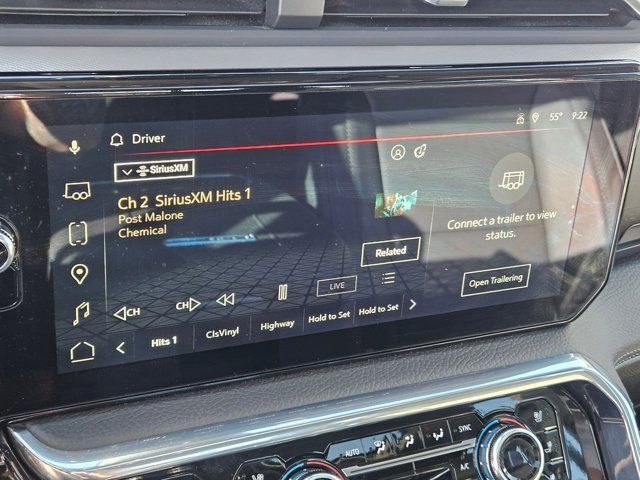 Driver
55° 9:22
SiriusXM
Ch 2 SiriusXM Hits 1
Post Malone
Chemical
Related
Connect a trailer to view
status.
Open Trailering
CH
CH
LIVE
Hits 1
ClsVinyl
Highway
Hold to Set
Hold to Set
AUTO
SYNC
A/C